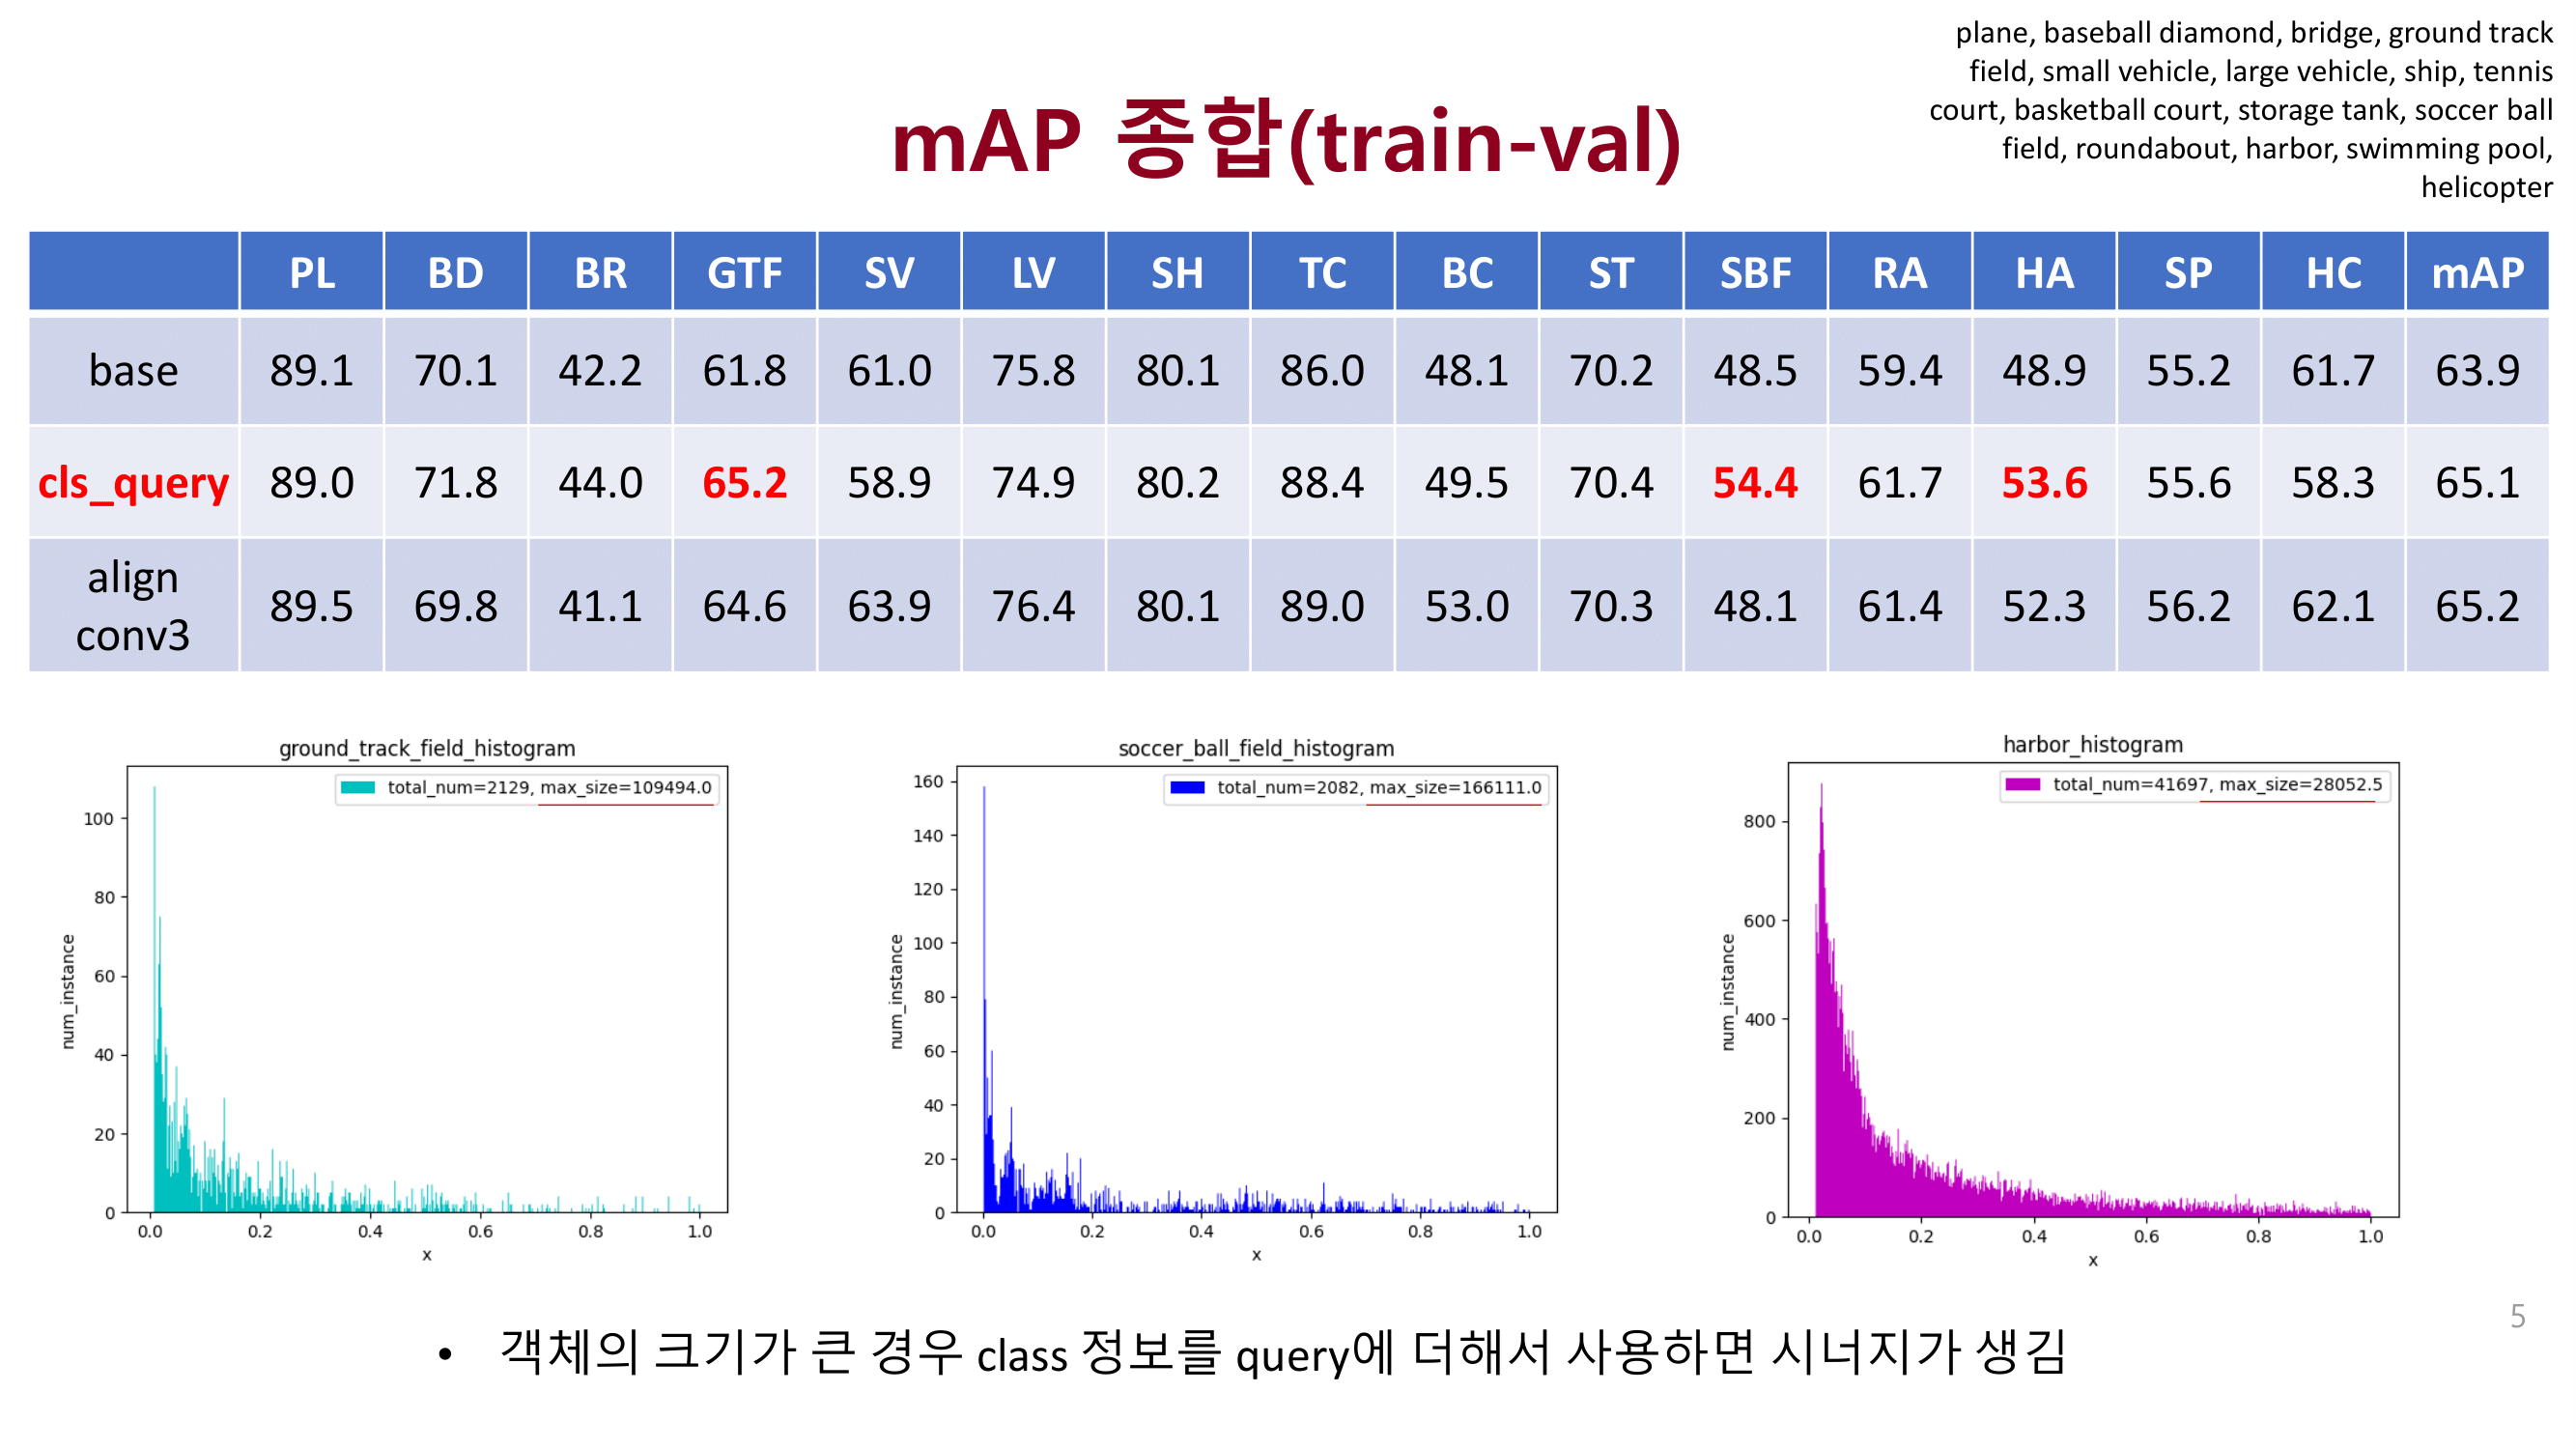 plane, baseball diamond, bridge, ground track
field, small vehicle, large vehicle, ship, tennis
court, basketball court, storage tank, soccer ball
field, roundabout, harbor, swimming pool,
helicopter
mAP 종합(train-val)
PL BD BR GTF SV LV SH TC BC ST SBF RA HA SP HC mAP
base 89.1 70.1 42.2 61.8 61.0 75.8 80.1 86.0 48.1 70.2 48.5 59.4 48.9 55.2 61.7 63.9
cls_query 89.0 71.8 44.0 65.2 58.9 74.9 80.2 88.4 49.5 70.4 54.4 61.7 53.6 55.6 58.3 65.1
align
conv3 89.5 69.8 41.1 64.6 63.9 76.4 80.1 89.0 53.0 70.3 48.1 61.4 52.3 56.2 62.1 65.2
ground_track_field_histogram
total_num=2129, max_size=109494.0
num_instance
100
80
60
40
20
0
0.0 0.2 0.4 0.6 0.8 1.0
x
soccer_ball_field_histogram
total_num=2082, max_size=166111.0
num_instance
160
140
120
100
80
60
40
20
0
0.0 0.2 0.4 0.6 0.8 1.0
x
harbor_histogram
total_num=41697, max_size=28052.5
num_instance
800
600
400
200
0
0.0 0.2 0.4 0.6 0.8 1.0
x
• 객체의 크기가 큰 경우 class 정보를 query에 더해서 사용하면 시너지가 생김
5